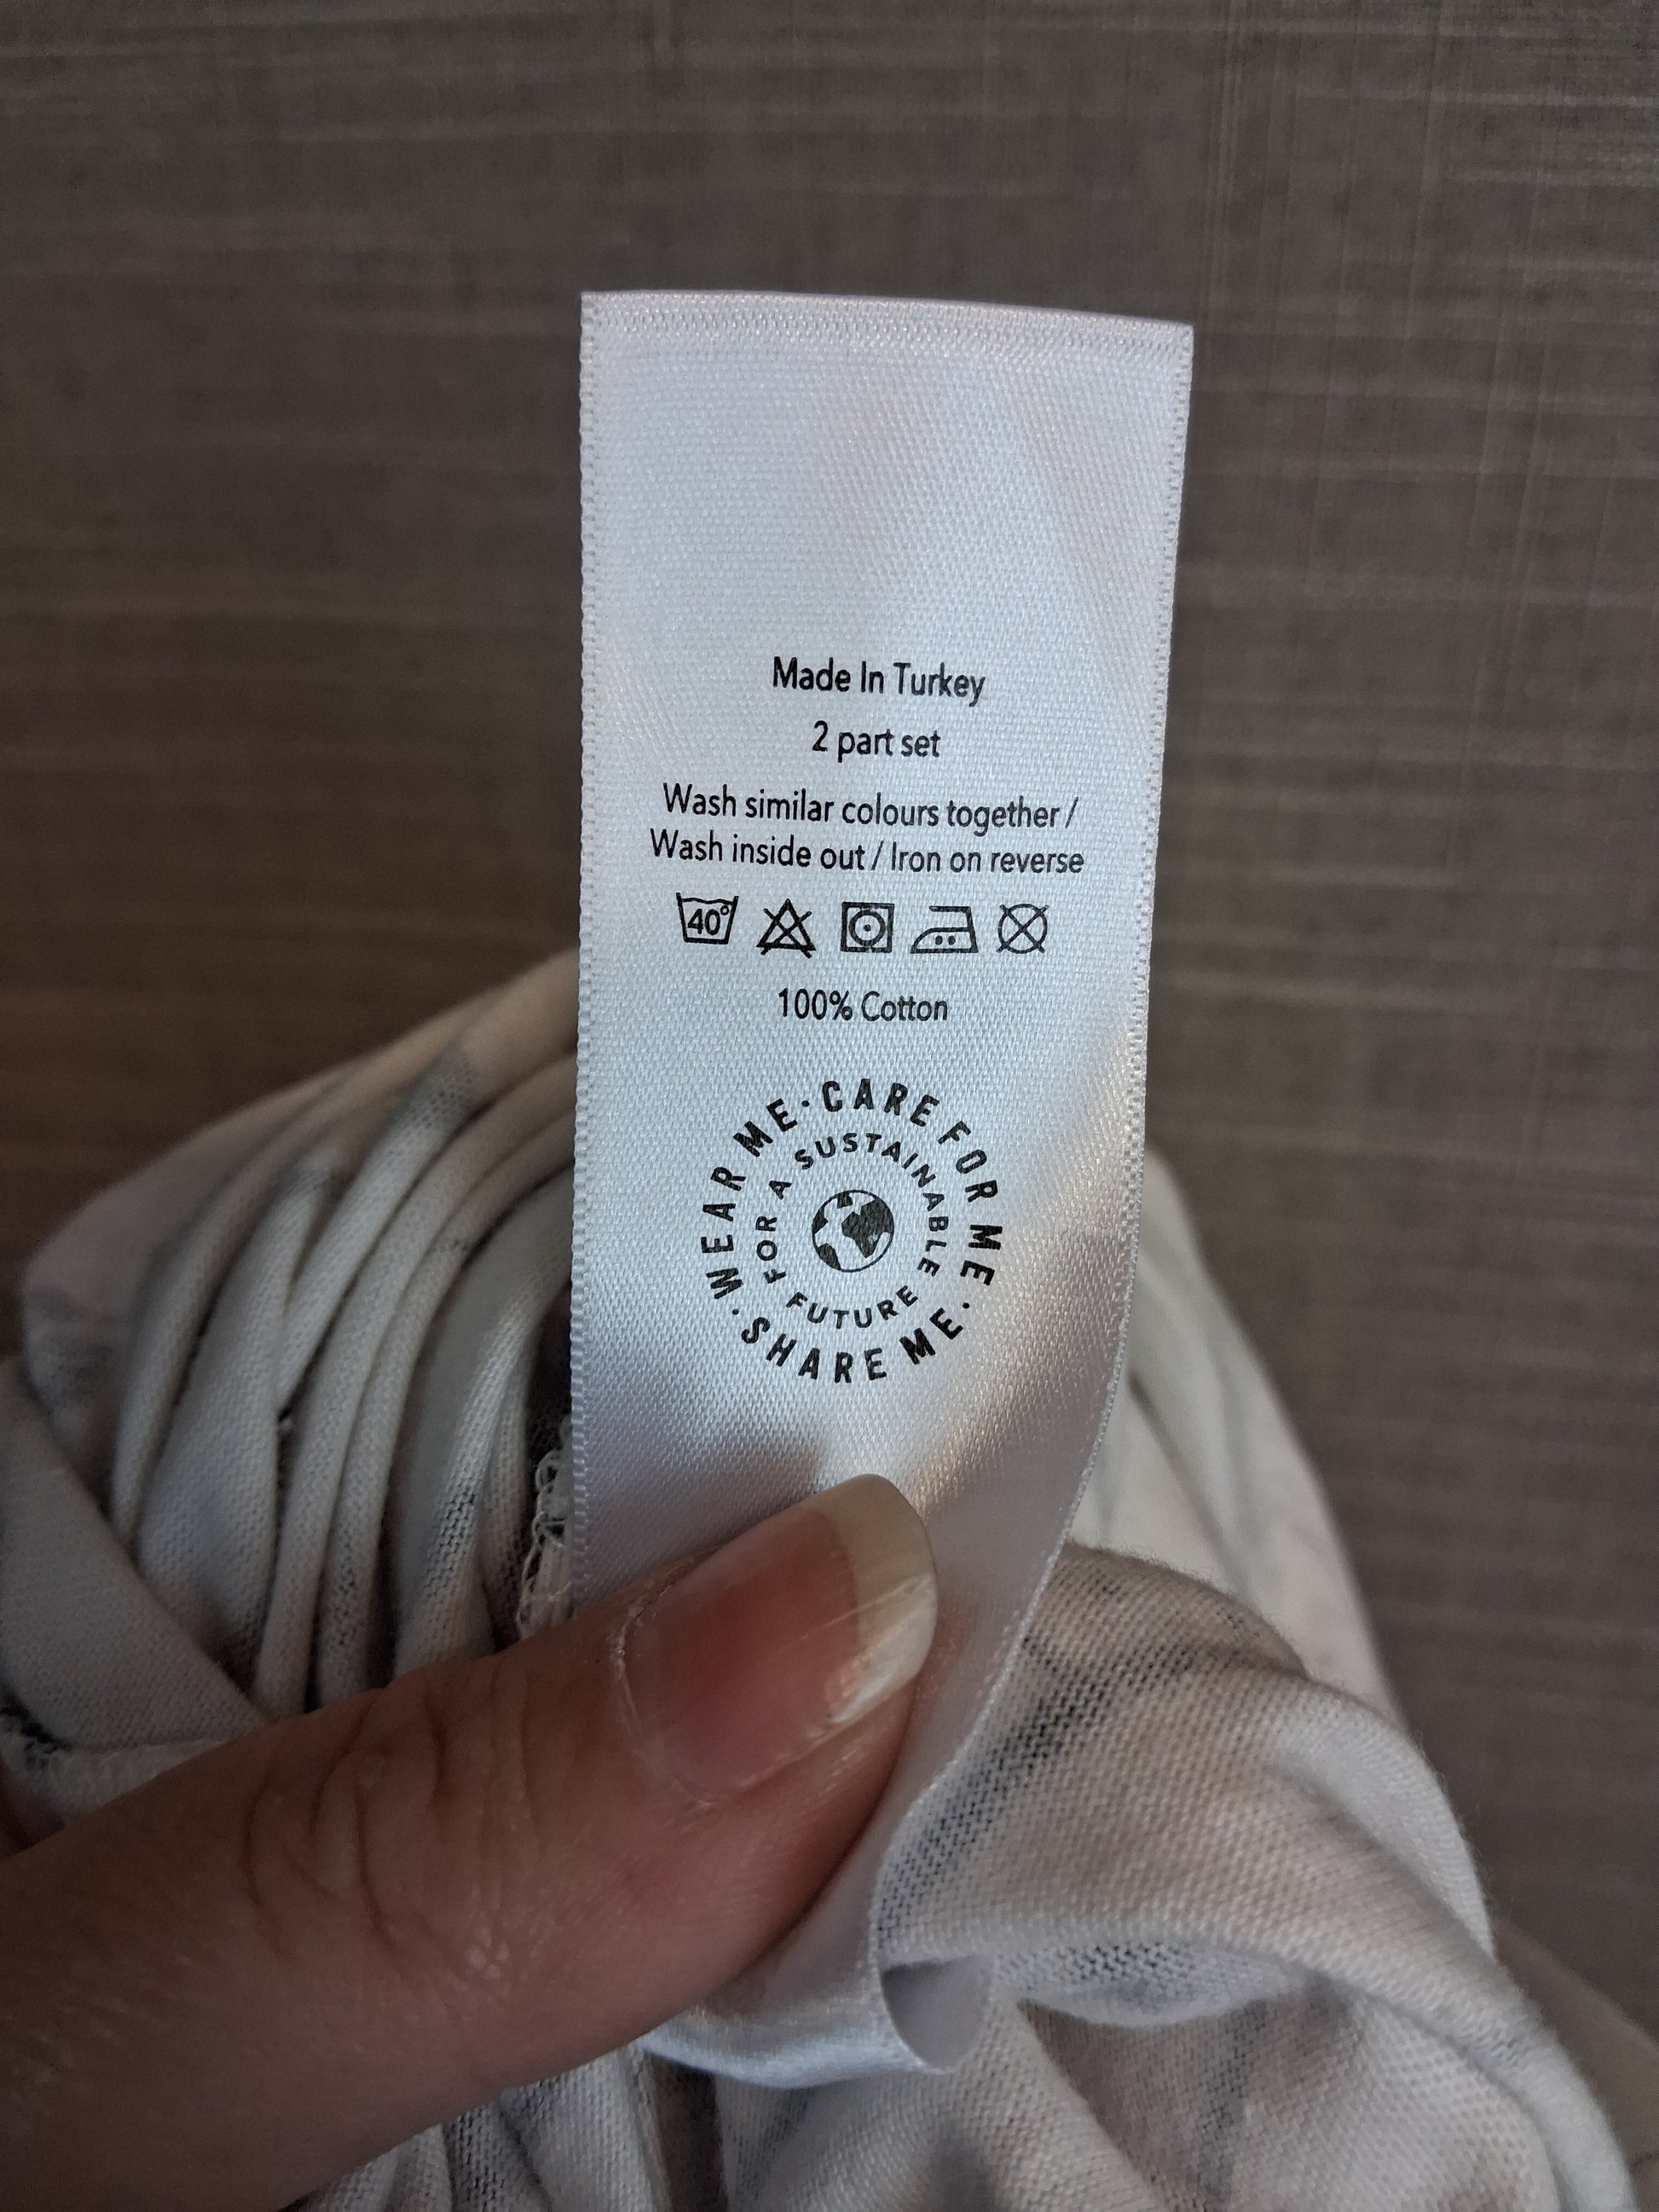 Made In Turkey
2 part set
Wash similar colours together /
Wash inside out / Iron on reverse
40°
100% Cotton
WEAR ME · CARE FOR ME · SHARE ME ·
FOR A SUSTAINABLE FUTURE